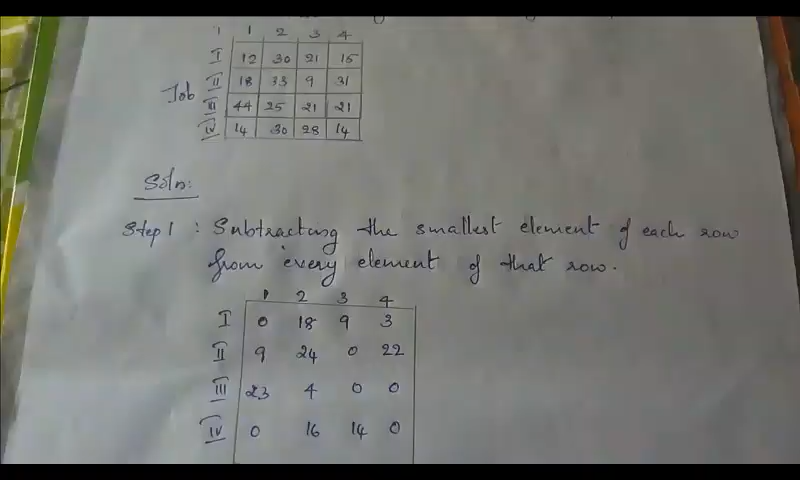 1 2 3 4
I 12 30 21 15
II 18 33 9 31
Job
III 44 25 21 21
IV 14 30 28 14
Soln:
Step 1 : Subtracting the smallest element of each row
from every element of that row.
1 2 3 4
I 0 18 9 3
II 9 24 0 22
III 23 4 0 0
IV 0 16 14 0